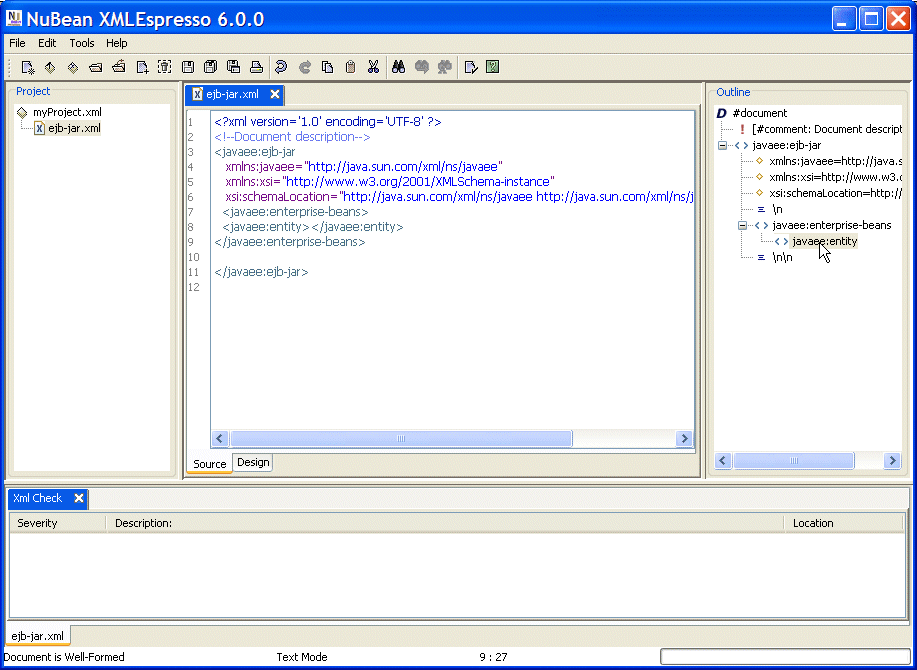 NuBean XMLEspresso 6.0.0
File Edit Tools Help
Project
myProject.xml
ejb-jar.xml
ejb-jar.xml
1 <?xml version='1.0' encoding='UTF-8' ?>
2 <!--Document description-->
3 <javaee:ejb-jar
4 xmlns:javaee="http://java.sun.com/xml/ns/javaee"
5 xmlns:xsi="http://www.w3.org/2001/XMLSchema-instance"
6 xsi:schemaLocation="http://java.sun.com/xml/ns/javaee http://java.sun.com/xml/ns/j
7 <javaee:enterprise-beans>
8 <javaee:entity></javaee:entity>
9 </javaee:enterprise-beans>
10
11 </javaee:ejb-jar>
12
Source Design
Outline
#document
[#comment: Document descript
javaee:ejb-jar
xmlns:javaee=http://java.s
xmlns:xsi=http://www.w3.o
xsi:schemaLocation=http:/
\n
javaee:enterprise-beans
javaee:entity
\n\n
Xml Check
Severity Description: Location
ejb-jar.xml
Document is Well-Formed Text Mode 9 : 27